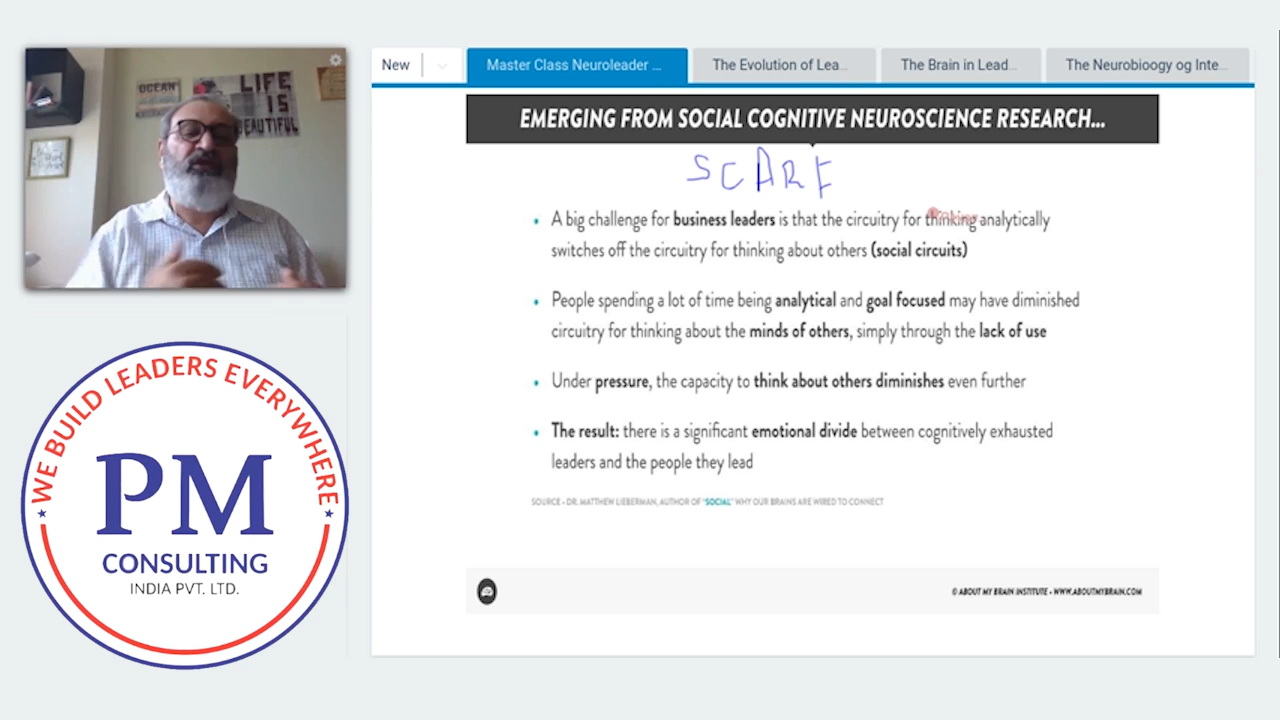 OCEAN
LIFE
IS
BEAUTIFUL
New
Master Class Neuroleader ...
The Evolution of Lea...
The Brain in Lead...
The Neurobioogy og Inte...
EMERGING FROM SOCIAL COGNITIVE NEUROSCIENCE RESEARCH...
SCARF
• A big challenge for business leaders is that the circuitry for thinking analytically
switches off the circuitry for thinking about others (social circuits)
• People spending a lot of time being analytical and goal focused may have diminished
circuitry for thinking about the minds of others, simply through the lack of use
• Under pressure, the capacity to think about others diminishes even further
• The result: there is a significant emotional divide between cognitively exhausted
leaders and the people they lead
SOURCE - DR. MATTHEW LIEBERMAN, AUTHOR OF "SOCIAL" WHY OUR BRAINS ARE WIRED TO CONNECT
© ABOUT MY BRAIN INSTITUTE - WWW.ABOUTMYBRAIN.COM
WE BUILD LEADERS EVERYWHERE
PM
CONSULTING
INDIA PVT. LTD.